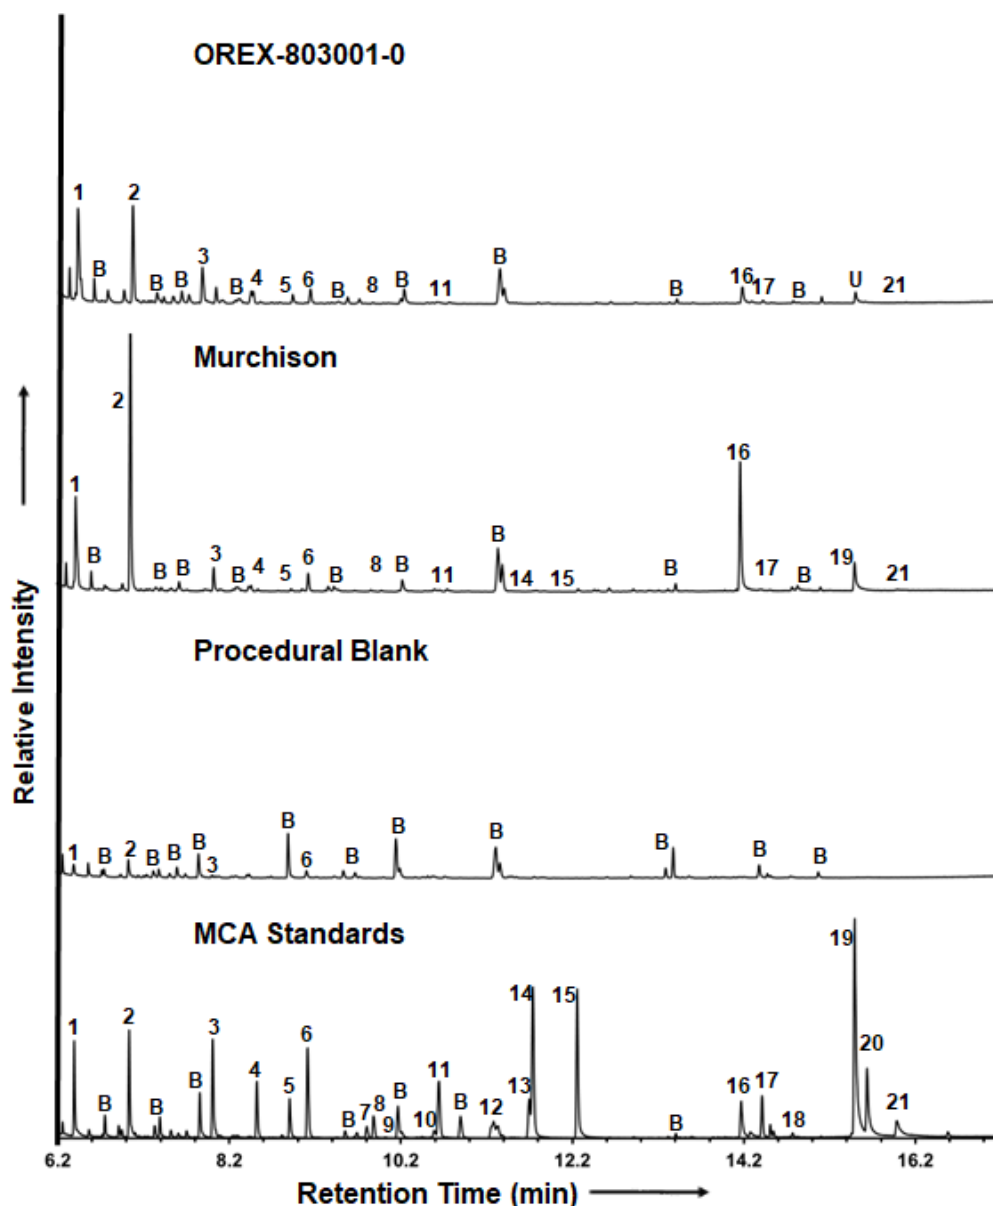 OREX-803001-0
1 B 2 B B 3 B 4 5 6 B 8 B 11 B B 16 17 B U 21
Murchison
1 B 2 B B 3 B 4 5 6 B 8 B 11 B 14 15 B 16 17 B 19 21
Procedural Blank
1 B 2 B B B 3 B 6 B B B B B B
MCA Standards
1 B 2 B B 3 4 5 6 B 7 8 9 B 10 11 B 12 13 14 15 B 16 17 18 19 20 21
6.2 8.2 10.2 12.2 14.2 16.2
Retention Time (min)
Relative Intensity